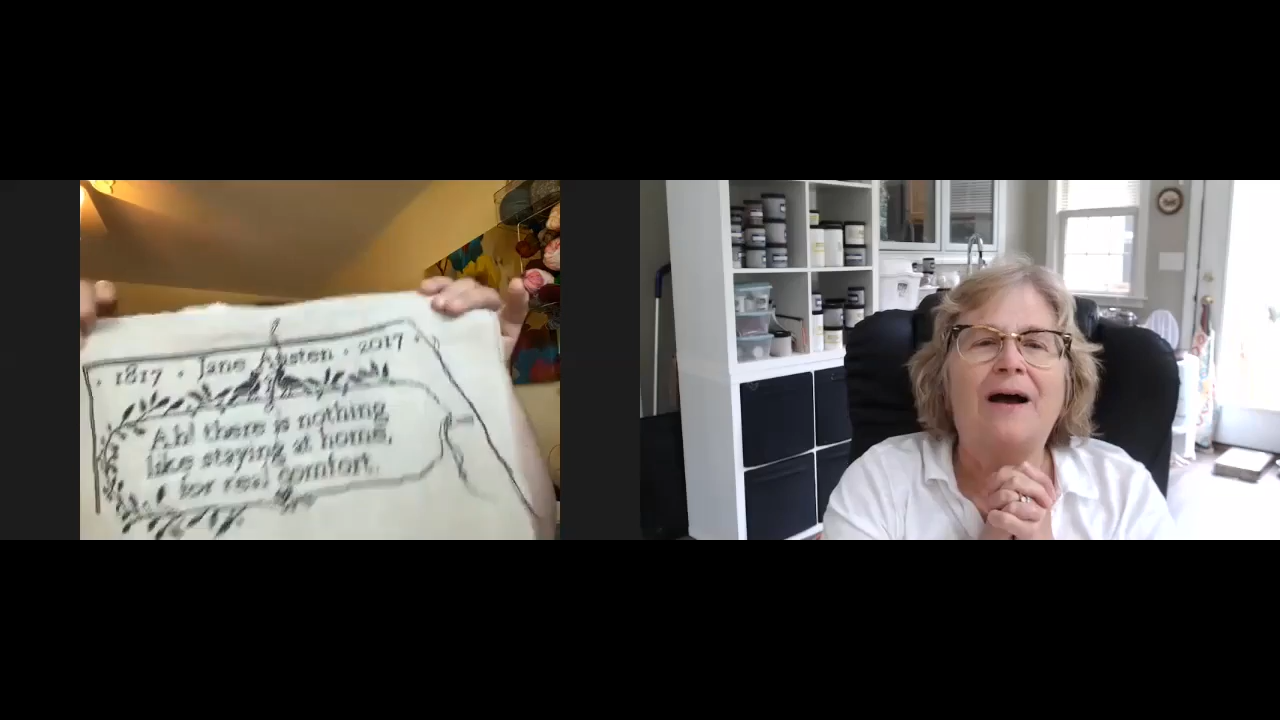 · 1817 · Jane Austen · 2017 ·
Ah! there is nothing
like staying at home,
for real comfort.